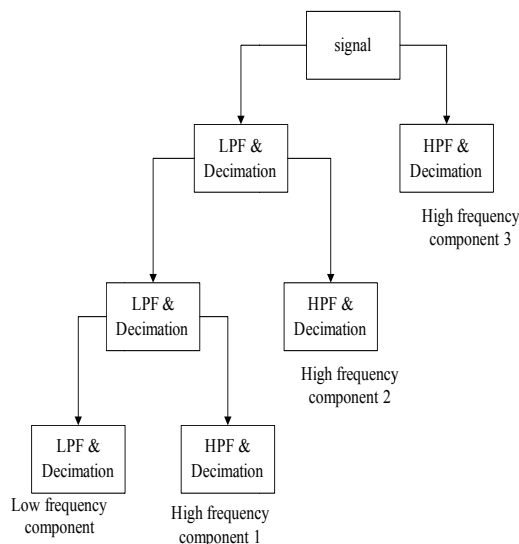 signal
LPF &
Decimation
HPF &
Decimation
High frequency
component 3
LPF &
Decimation
HPF &
Decimation
High frequency
component 2
LPF &
Decimation
HPF &
Decimation
Low frequency
component
High frequency
component 1